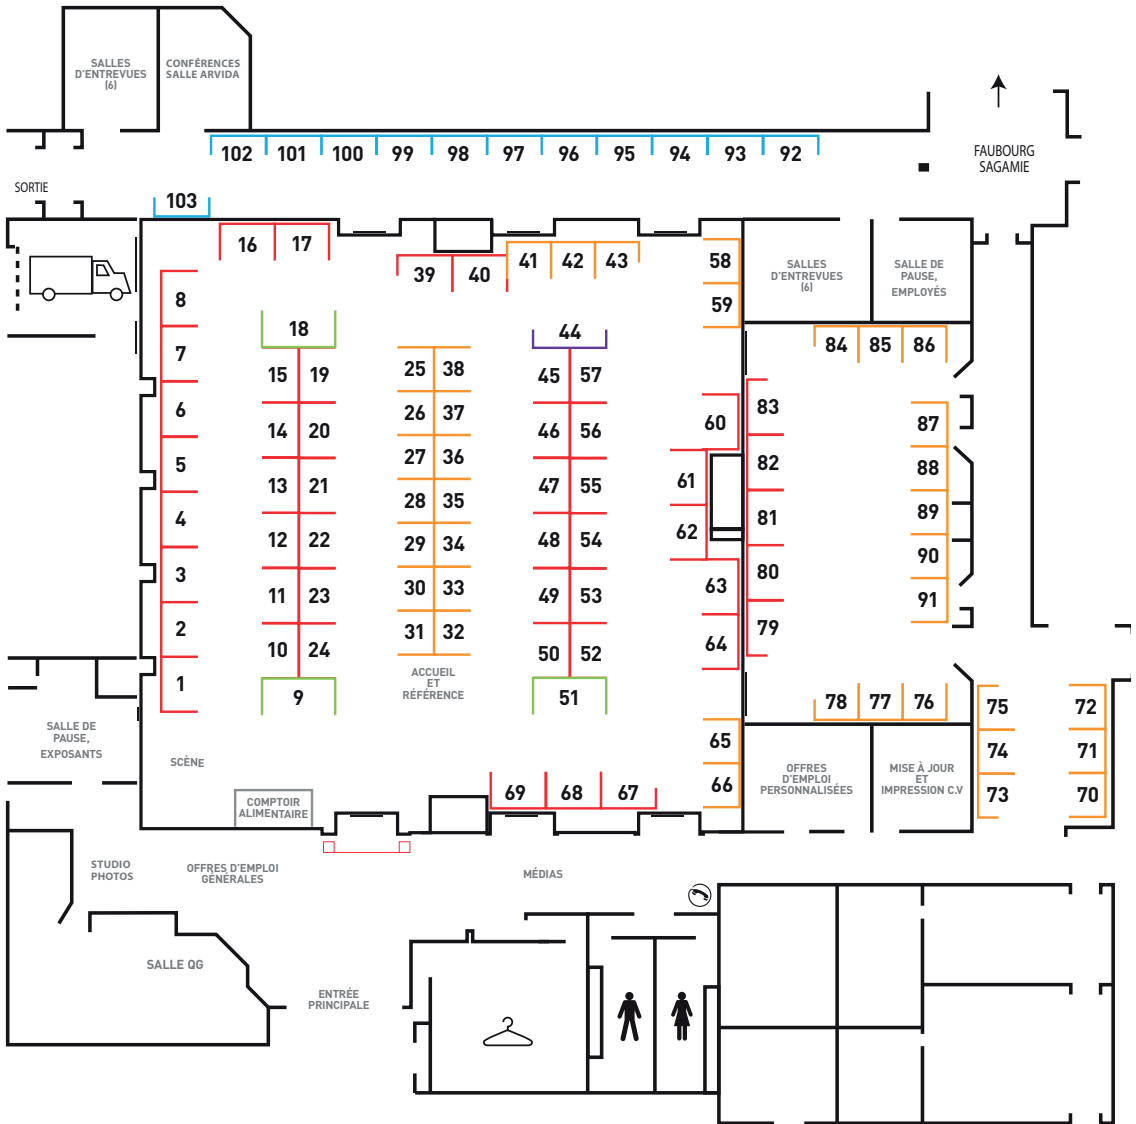 SALLES
D'ENTREVUES
(6)
CONFÉRENCES
SALLE ARVIDA
102 101 100 99 98 97 96 95 94 93 92
FAUBOURG
SAGAMIE
SORTIE
103
16 17
39 40 41 42 43
58
59
SALLES
D'ENTREVUES
(6)
SALLE DE
PAUSE,
EMPLOYÉS
8
7
6
5
4
3
2
1
18
15 19
14 20
13 21
12 22
11 23
10 24
9
25 38
26 37
27 36
28 35
29 34
30 33
31 32
ACCUEIL
ET
RÉFÉRENCE
44
45 57
46 56
47 55
48 54
49 53
50 52
51
60
61
62
63
64
65
66
84 85 86
83
82
81
80
79
87
88
89
90
91
78 77 76
75
74
73
72
71
70
SALLE DE
PAUSE,
EXPOSANTS
SCÈNE
COMPTOIR
ALIMENTAIRE
69 68 67
OFFRES
D'EMPLOI
PERSONNALISÉES
MISE À JOUR
ET
IMPRESSION C.V
STUDIO
PHOTOS
OFFRES D'EMPLOI
GÉNÉRALES
MÉDIAS
SALLE QG
ENTRÉE
PRINCIPALE